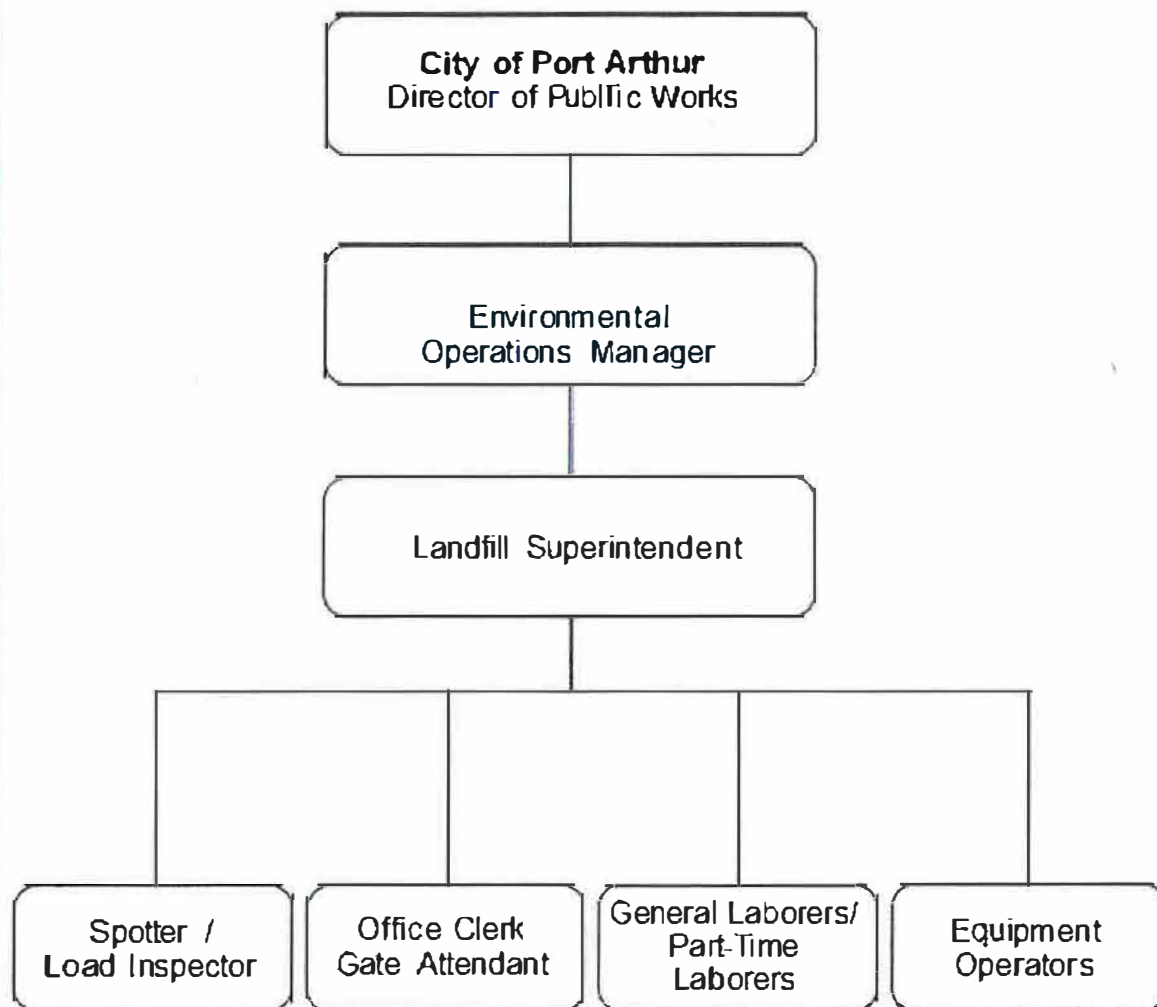 City of Port Arthur
Director of PublTic Works
Environmental
Operations Manager
Landfill Superintendent
Spotter /
Load Inspector
Office Clerk
Gate Attendant
General Laborers/
Part-Time
Laborers
Equipment
Operators